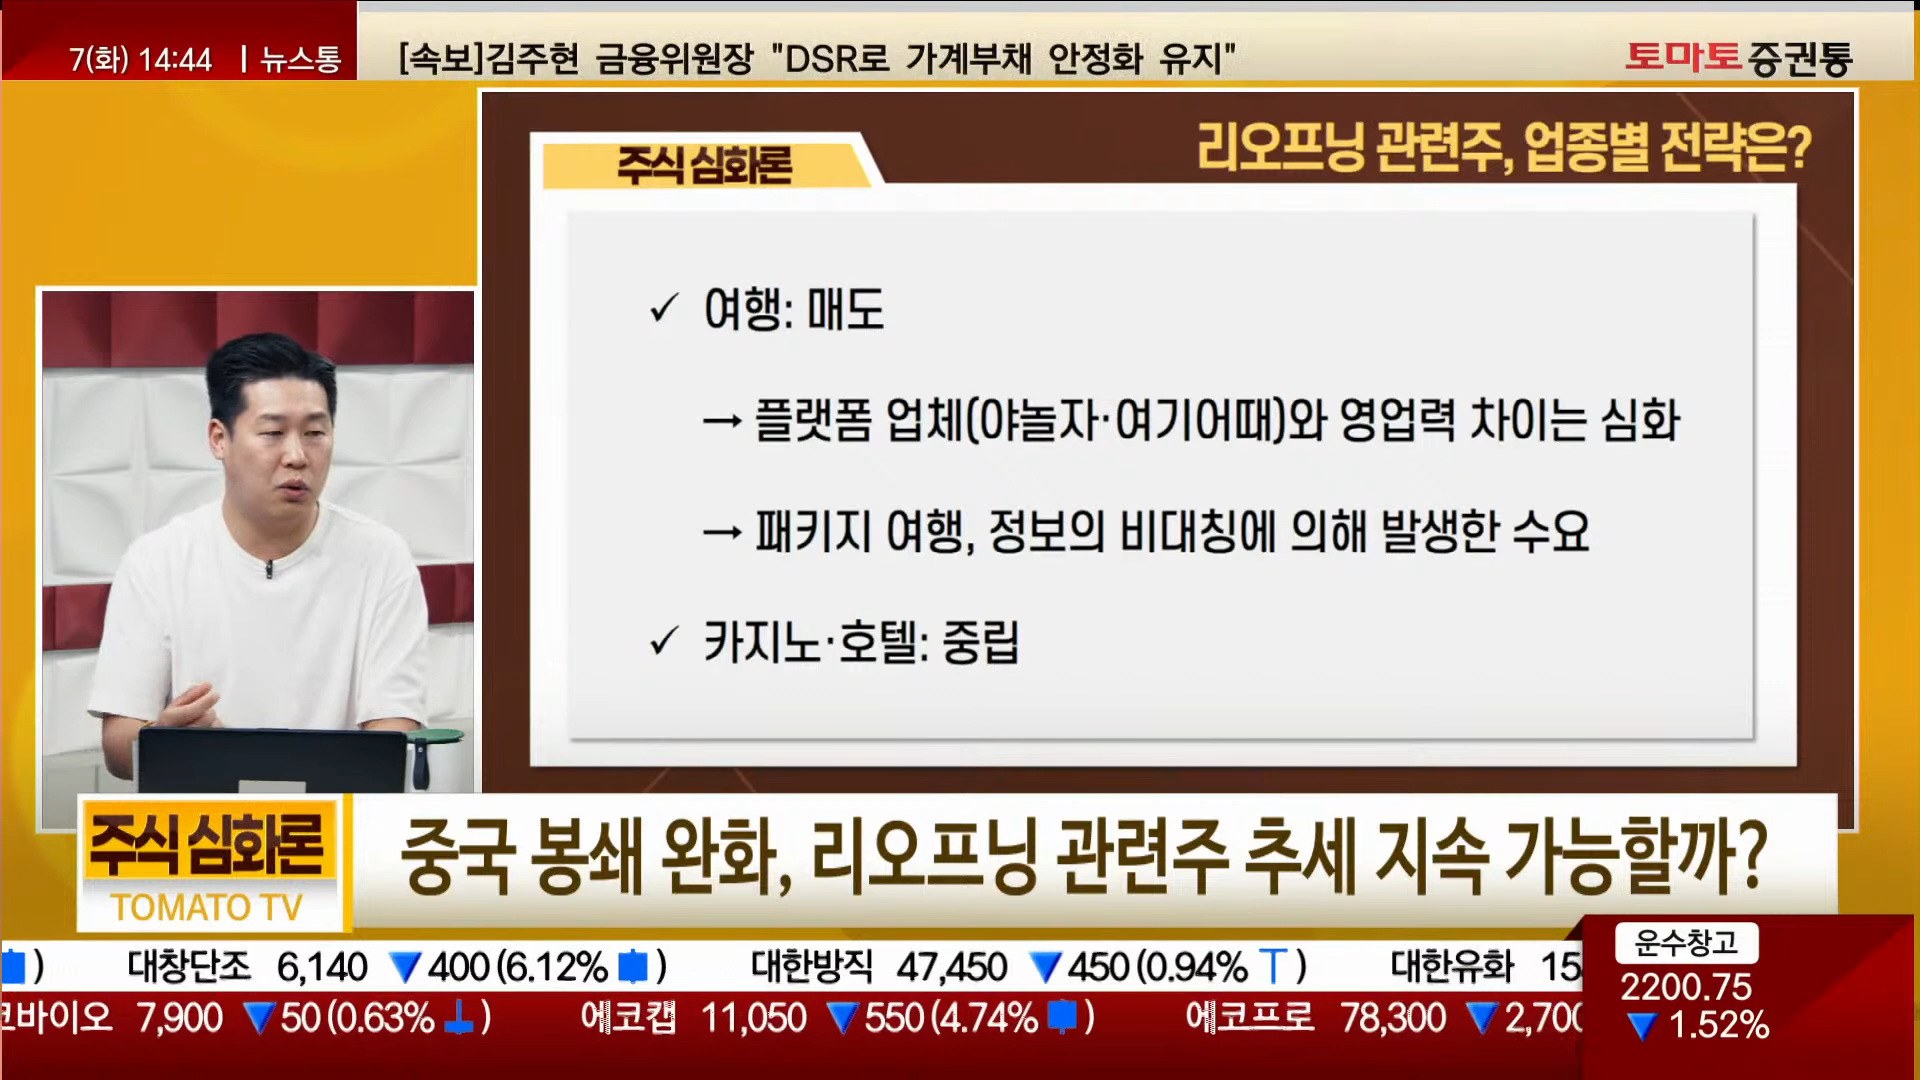 7(화) 14:44 | 뉴스통
[속보]김주현 금융위원장 "DSR로 가계부채 안정화 유지"
토마토증권통
리오프닝 관련주, 업종별 전략은?
주식 심화론
✓ 여행: 매도
→ 플랫폼 업체(야놀자·여기어때)와 영업력 차이는 심화
→ 패키지 여행, 정보의 비대칭에 의해 발생한 수요
✓ 카지노·호텔: 중립
주식 심화론
TOMATO TV
중국 봉쇄 완화, 리오프닝 관련주 추세 지속 가능할까?
) 대창단조 6,140 ▼400(6.12%) 대한방직 47,450 ▼450(0.94%) 대한유화 15
코바이오 7,900 ▼50(0.63%) 에코캡 11,050 ▼550(4.74%) 에코프로 78,300 ▼2,700
운수창고
2200.75
▼1.52%